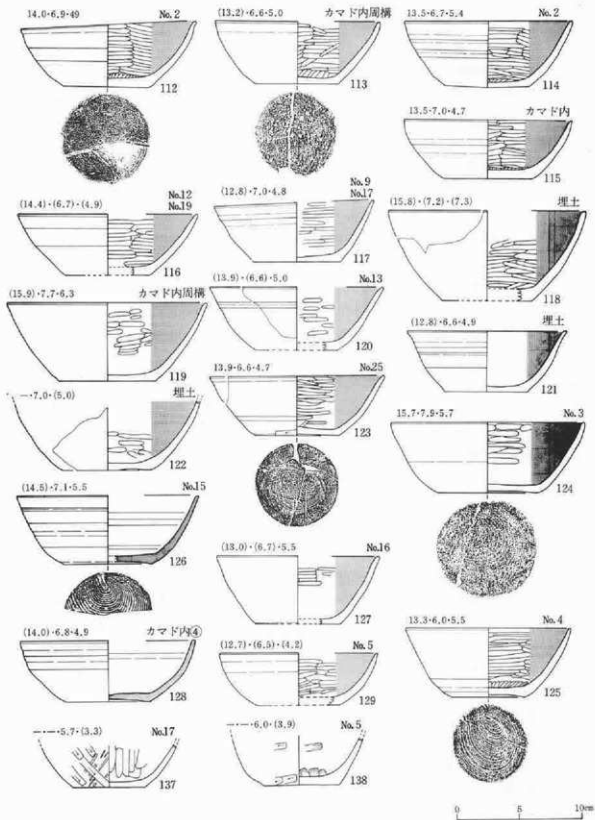 14.0・6.9・49 No.2
112
(13.2)・6.6・5.0 カマド内周構
113
13.5・6.7・5.4 No.2
114
13.5・7.0・4.7 カマド内
115
No.12
(14.4)・(6.7)・(4.9) No.19
116
No.9
(12.8)・7.0・4.8 No.17
117
(15.8)・(7.2)・(7.3) 埋土
118
(15.9)・7.7・6.3 カマド内周構
119
(13.9)・(6.6)・5.0 No.13
120
(12.8)・6.6・4.9 埋土
121
—・7.0・(5.0) 埋土
122
13.9・6.6・4.7 No.25
123
15.7・7.9・5.7 No.3
124
(14.5)・7.1・5.5 No.15
126
(13.0)・(6.7)・5.5 No.16
127
13.3・6.0・5.5 No.4
125
(14.0)・6.8・4.9 カマド内④
128
(12.7)・(6.5)・(4.2) No.5
129
—・5.7・(3.3) No.17
137
—・6.0・(3.9) No.5
138
0 5 10cm